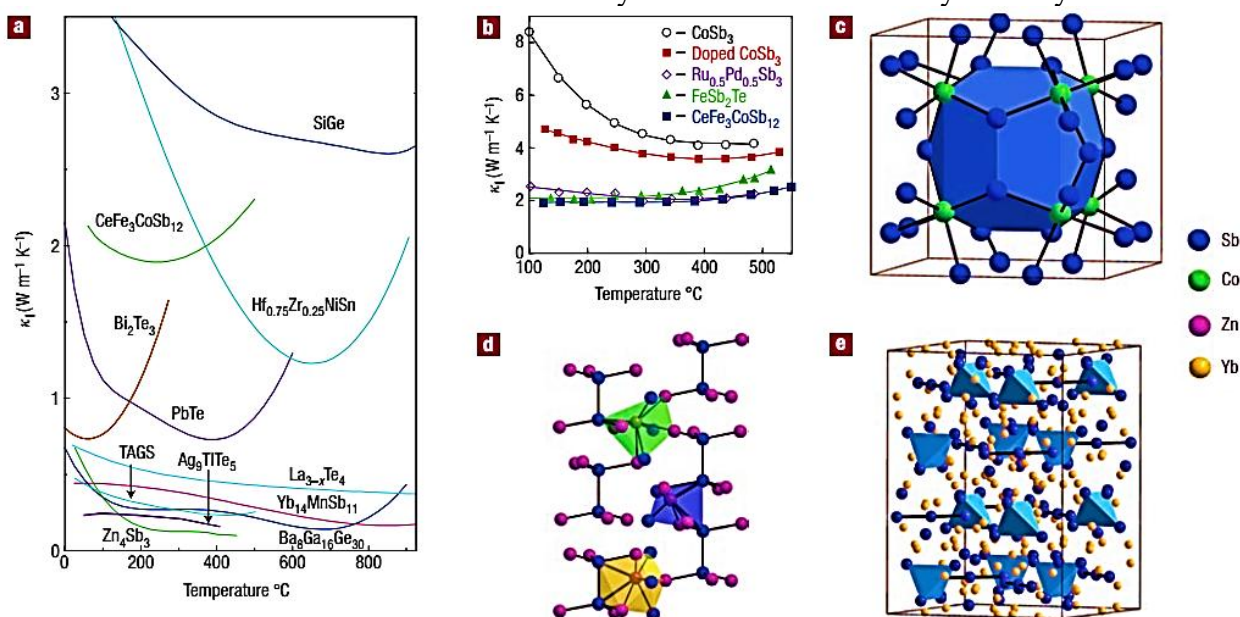 a
κl (W m−1 K−1)
3
2
1
0
0
200
400
600
800
Temperature °C
SiGe
CeFe3CoSb12
Hf0.75Zr0.25NiSn
Bi2Te3
PbTe
TAGS
Ag9TlTe5
La3−xTe4
Yb14MnSb11
Zn4Sb3
Ba8Ga16Ge30
b
κl (W m−1 K−1)
8
6
4
2
0
100
200
300
400
500
Temperature °C
CoSb3
Doped CoSb3
Ru0.5Pd0.5Sb3
FeSb2Te
CeFe3CoSb12
c
Sb
Co
Zn
Yb
d
e